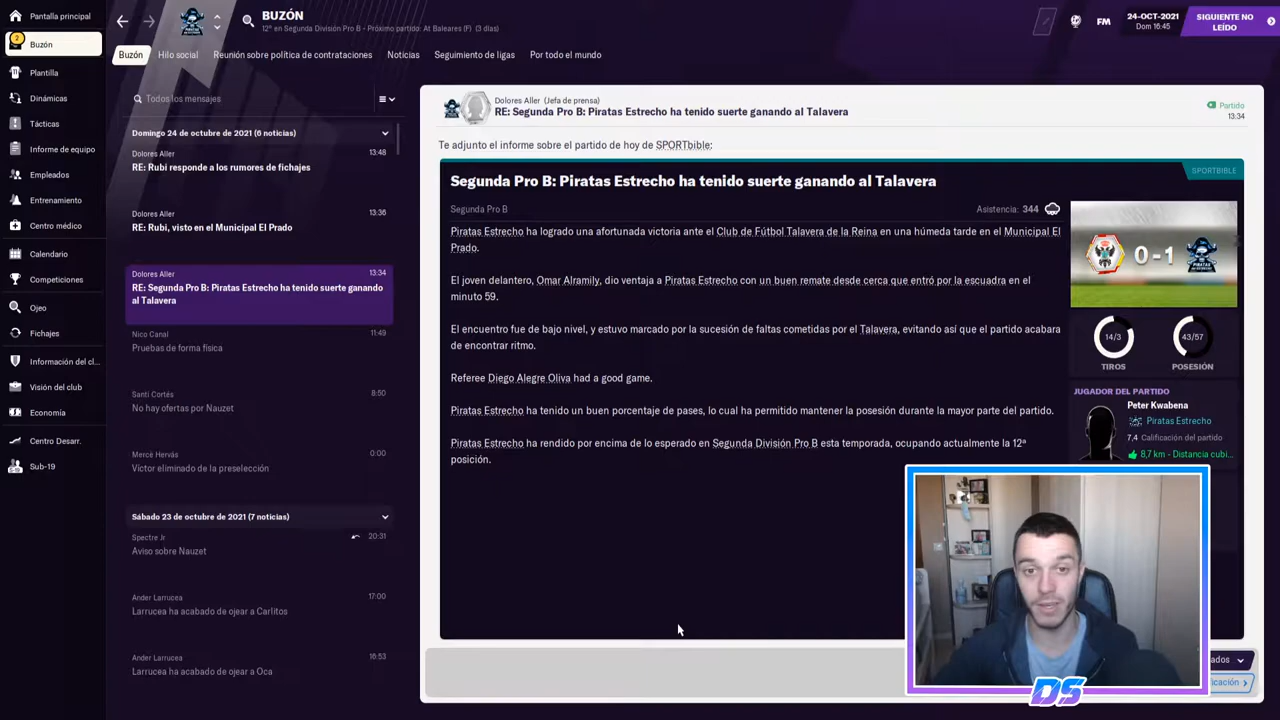 Pantalla principal
2
Buzón
Plantilla
Dinámicas
Tácticas
Informe de equipo
Empleados
Entrenamiento
Centro médico
Calendario
Competiciones
Ojeo
Fichajes
Información del cl...
Visión del club
Economía
Centro Desarr.
Sub-19
BUZÓN
12º en Segunda División Pro B - Próximo partido: At Baleares (F) (3 días)
FM
24-OCT-2021
Dom 16:45
SIGUIENTE NO
LEÍDO
Buzón
Hilo social
Reunión sobre política de contrataciones
Noticias
Seguimiento de ligas
Por todo el mundo
Todos los mensajes
Domingo 24 de octubre de 2021 (6 noticias)
Dolores Aller 13:48
RE: Rubi responde a los rumores de fichajes
Dolores Aller 13:36
RE: Rubi, visto en el Municipal El Prado
Dolores Aller 13:34
RE: Segunda Pro B: Piratas Estrecho ha tenido suerte ganando
al Talavera
Nico Canal 11:49
Pruebas de forma física
Santi Cortés 8:50
No hay ofertas por Nauzet
Mercè Hervás 0:00
Víctor eliminado de la preselección
Sábado 23 de octubre de 2021 (7 noticias)
Spectre Jr 20:31
Aviso sobre Nauzet
Ander Larrucea 17:00
Larrucea ha acabado de ojear a Carlitos
Ander Larrucea 16:53
Larrucea ha acabado de ojear a Oca
Dolores Aller (Jefa de prensa)
RE: Segunda Pro B: Piratas Estrecho ha tenido suerte ganando al Talavera
Partido
13:34
Te adjunto el informe sobre el partido de hoy de SPORTbible:
SPORTBIBLE
Segunda Pro B: Piratas Estrecho ha tenido suerte ganando al Talavera
Segunda Pro B
Asistencia: 344
Piratas Estrecho ha logrado una afortunada victoria ante el Club de Fútbol Talavera de la Reina en una húmeda tarde en el Municipal El
Prado.
El joven delantero, Omar Alramily, dio ventaja a Piratas Estrecho con un buen remate desde cerca que entró por la escuadra en el
minuto 59.
El encuentro fue de bajo nivel, y estuvo marcado por la sucesión de faltas cometidas por el Talavera, evitando así que el partido acabara
de encontrar ritmo.
Referee Diego Alegre Oliva had a good game.
Piratas Estrecho ha tenido un buen porcentaje de pases, lo cual ha permitido mantener la posesión durante la mayor parte del partido.
Piratas Estrecho ha rendido por encima de lo esperado en Segunda División Pro B esta temporada, ocupando actualmente la 12ª
posición.
0-1
14/3
43/57
TIROS
POSESIÓN
JUGADOR DEL PARTIDO
Peter Kwabena
Piratas Estrecho
7,4 Calificación del partido
8,7 km - Distancia cubi...
ados
icación
DS